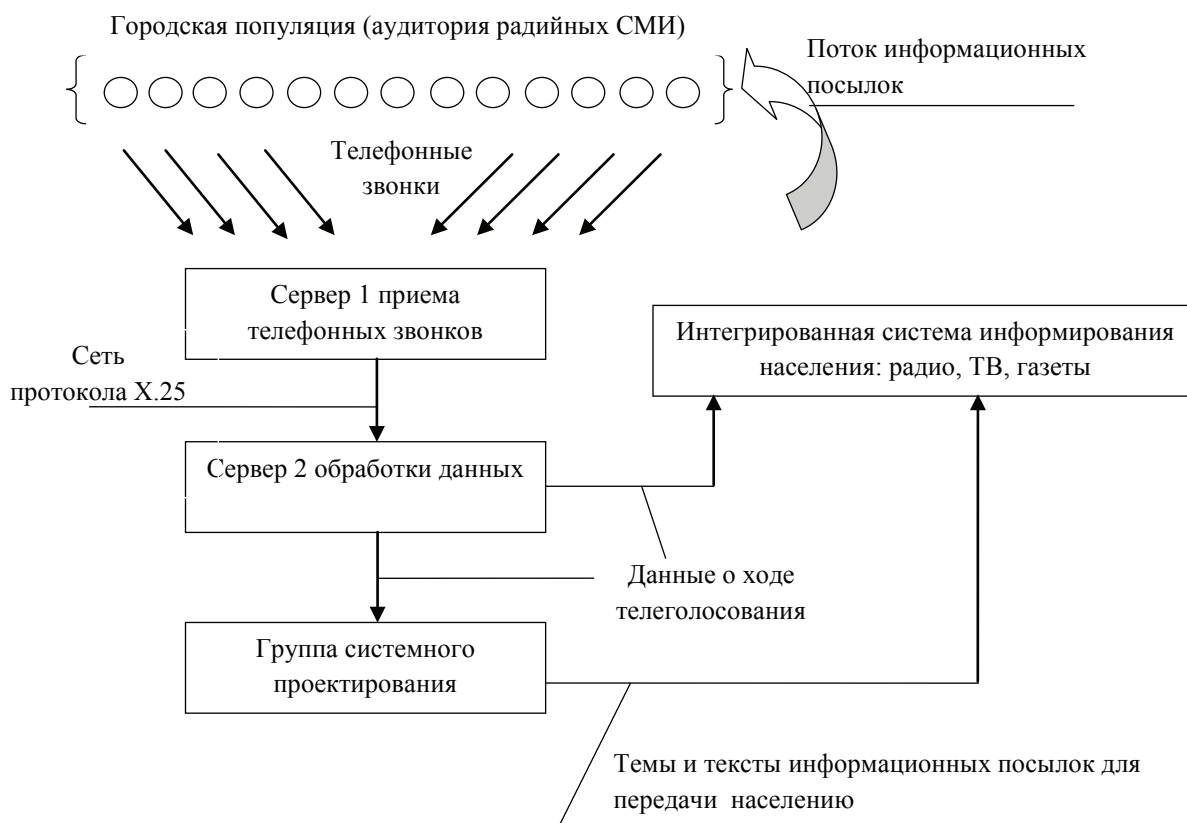 Городская популяция (аудитория радийных СМИ)
Поток информационных
посылок
Телефонные
звонки
Сервер 1 приема
телефонных звонков
Интегрированная система информирования
населения: радио, ТВ, газеты
Сеть
протокола X.25
Сервер 2 обработки данных
Данные о ходе
телеголосования
Группа системного
проектирования
Темы и тексты информационных посылок для
передачи населению